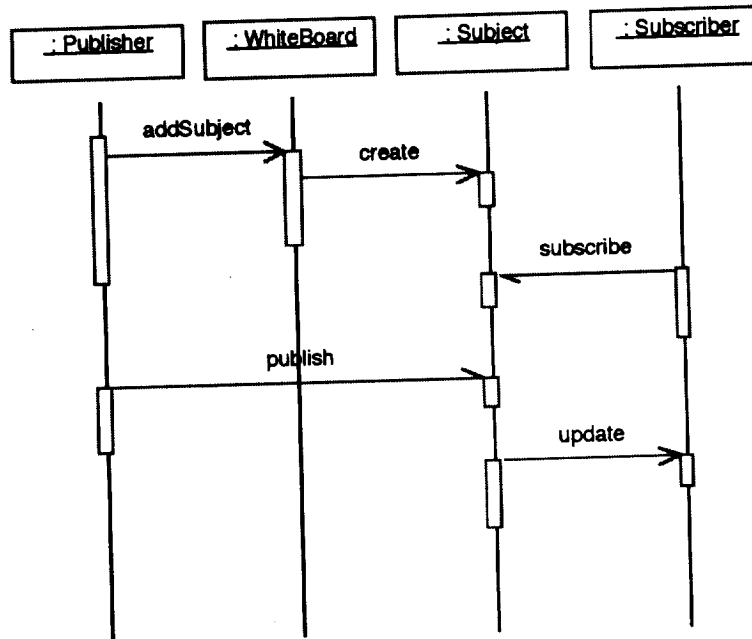 : Publisher
: WhiteBoard
: Subject
: Subscriber
addSubject
create
subscribe
publish
update